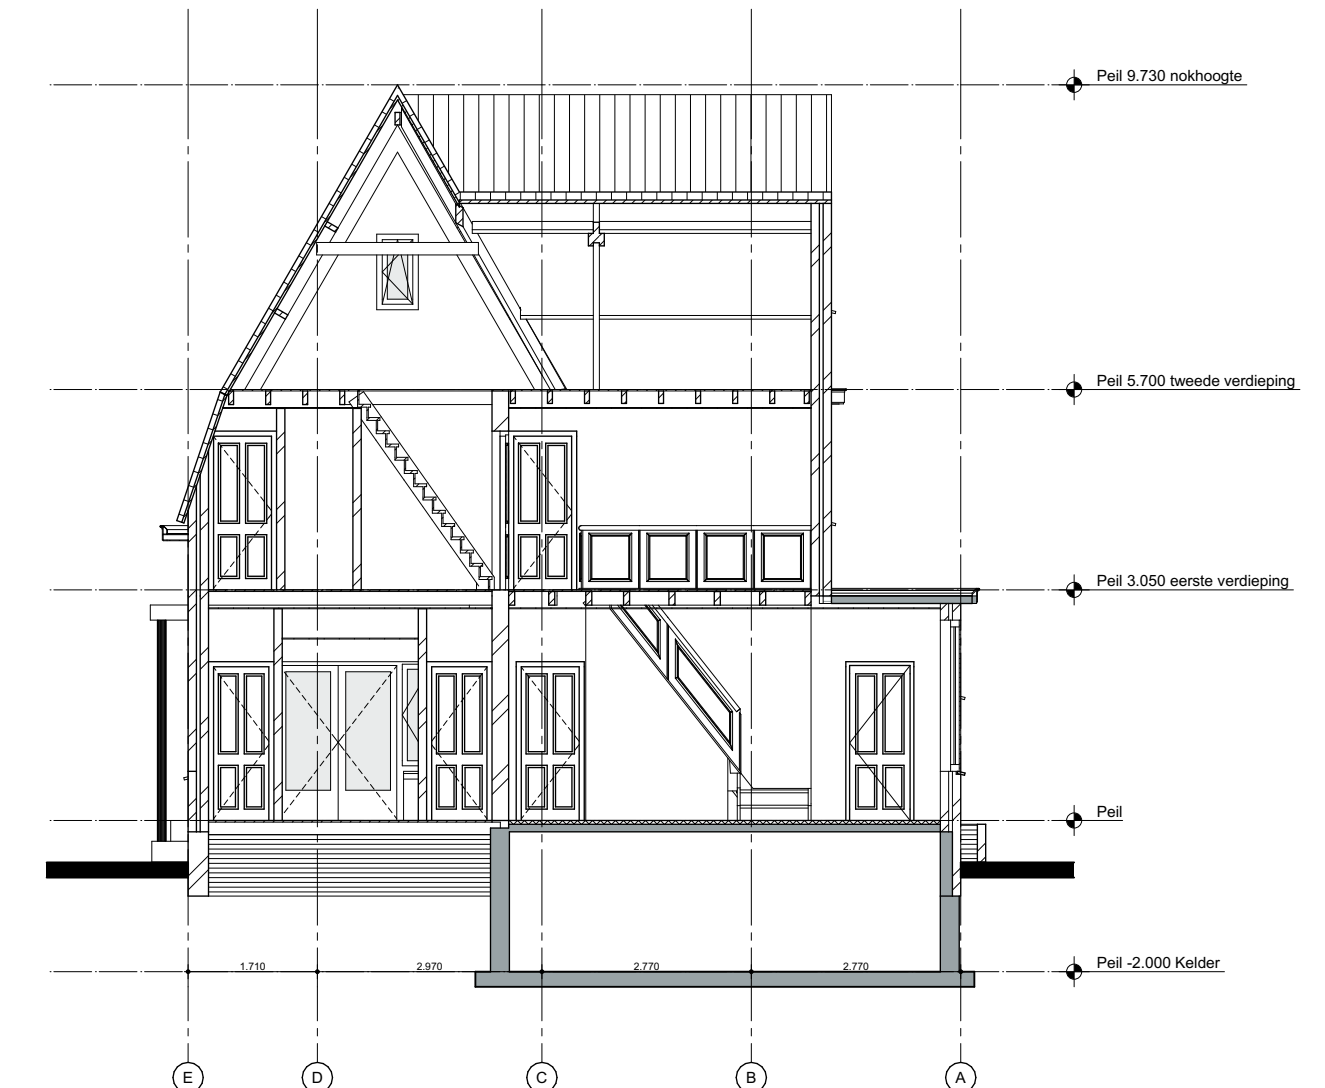 Peil 9.730 nokhoogte
Peil 5.700 tweede verdieping
Peil 3.050 eerste verdieping
Peil
Peil -2.000 Kelder
1.710 2.970 2.770 2.770
E D C B A